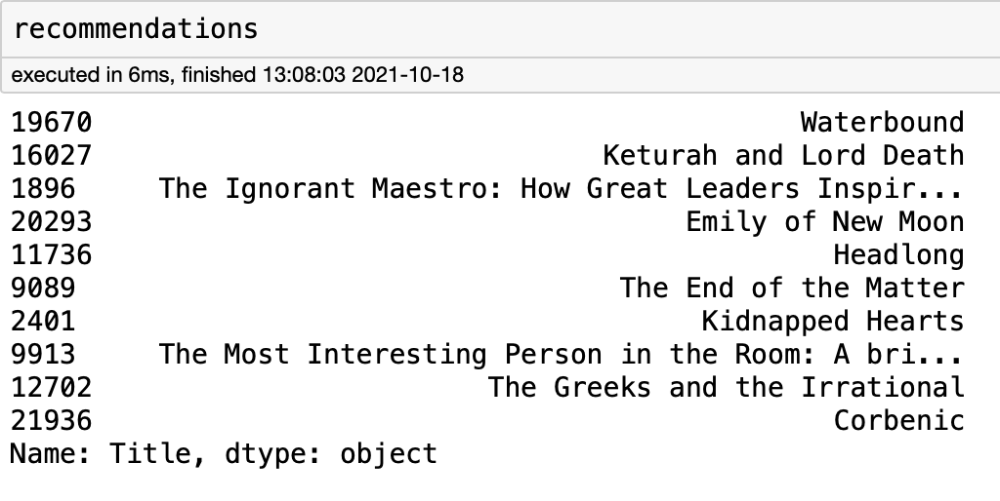 recommendations
executed in 6ms, finished 13:08:03 2021-10-18
19670 Waterbound
16027 Keturah and Lord Death
1896 The Ignorant Maestro: How Great Leaders Inspir...
20293 Emily of New Moon
11736 Headlong
9089 The End of the Matter
2401 Kidnapped Hearts
9913 The Most Interesting Person in the Room: A bri...
12702 The Greeks and the Irrational
21936 Corbenic
Name: Title, dtype: object